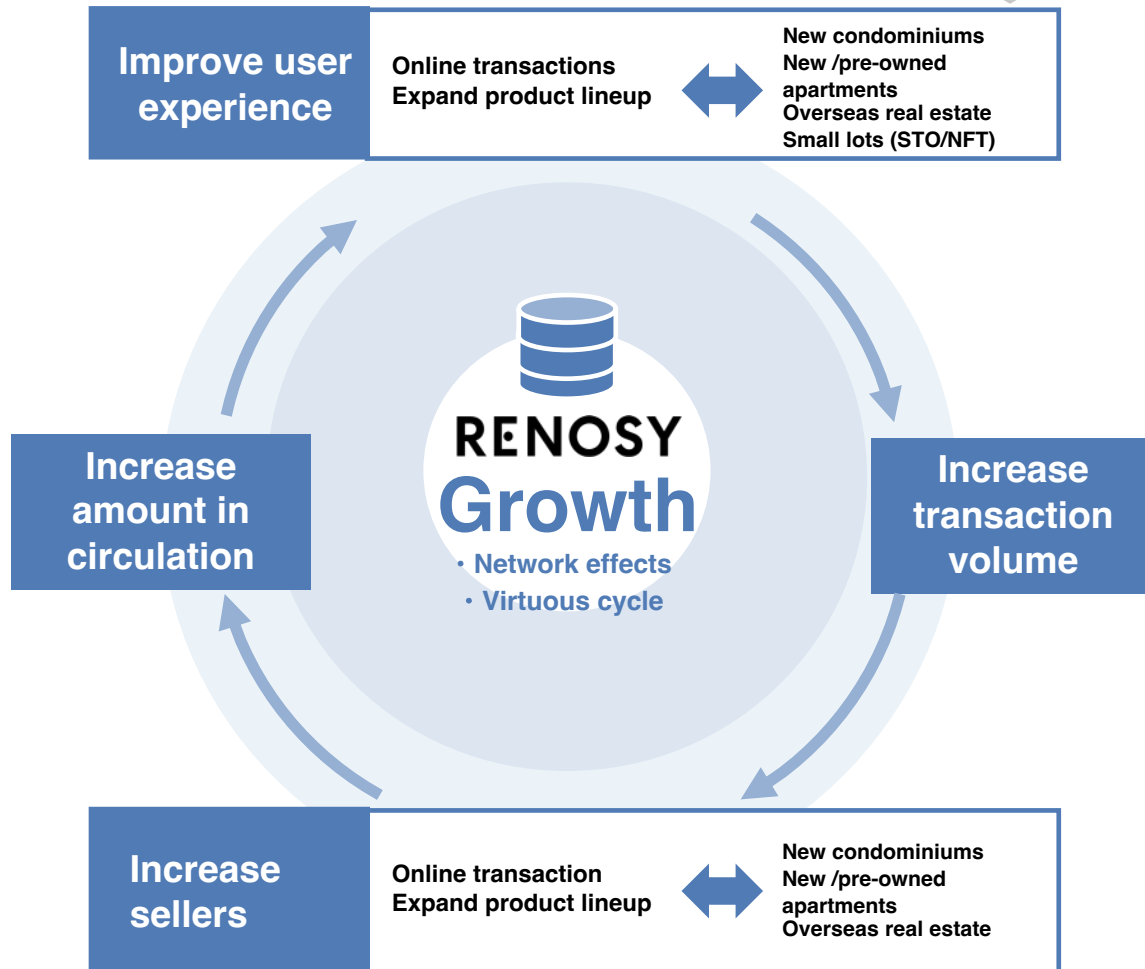 Improve user
experience
Online transactions
Expand product lineup
New condominiums
New /pre-owned
apartments
Overseas real estate
Small lots (STO/NFT)
RENOSY
Growth
・Network effects
・Virtuous cycle
Increase
amount in
circulation
Increase
transaction
volume
Increase
sellers
Online transaction
Expand product lineup
New condominiums
New /pre-owned
apartments
Overseas real estate